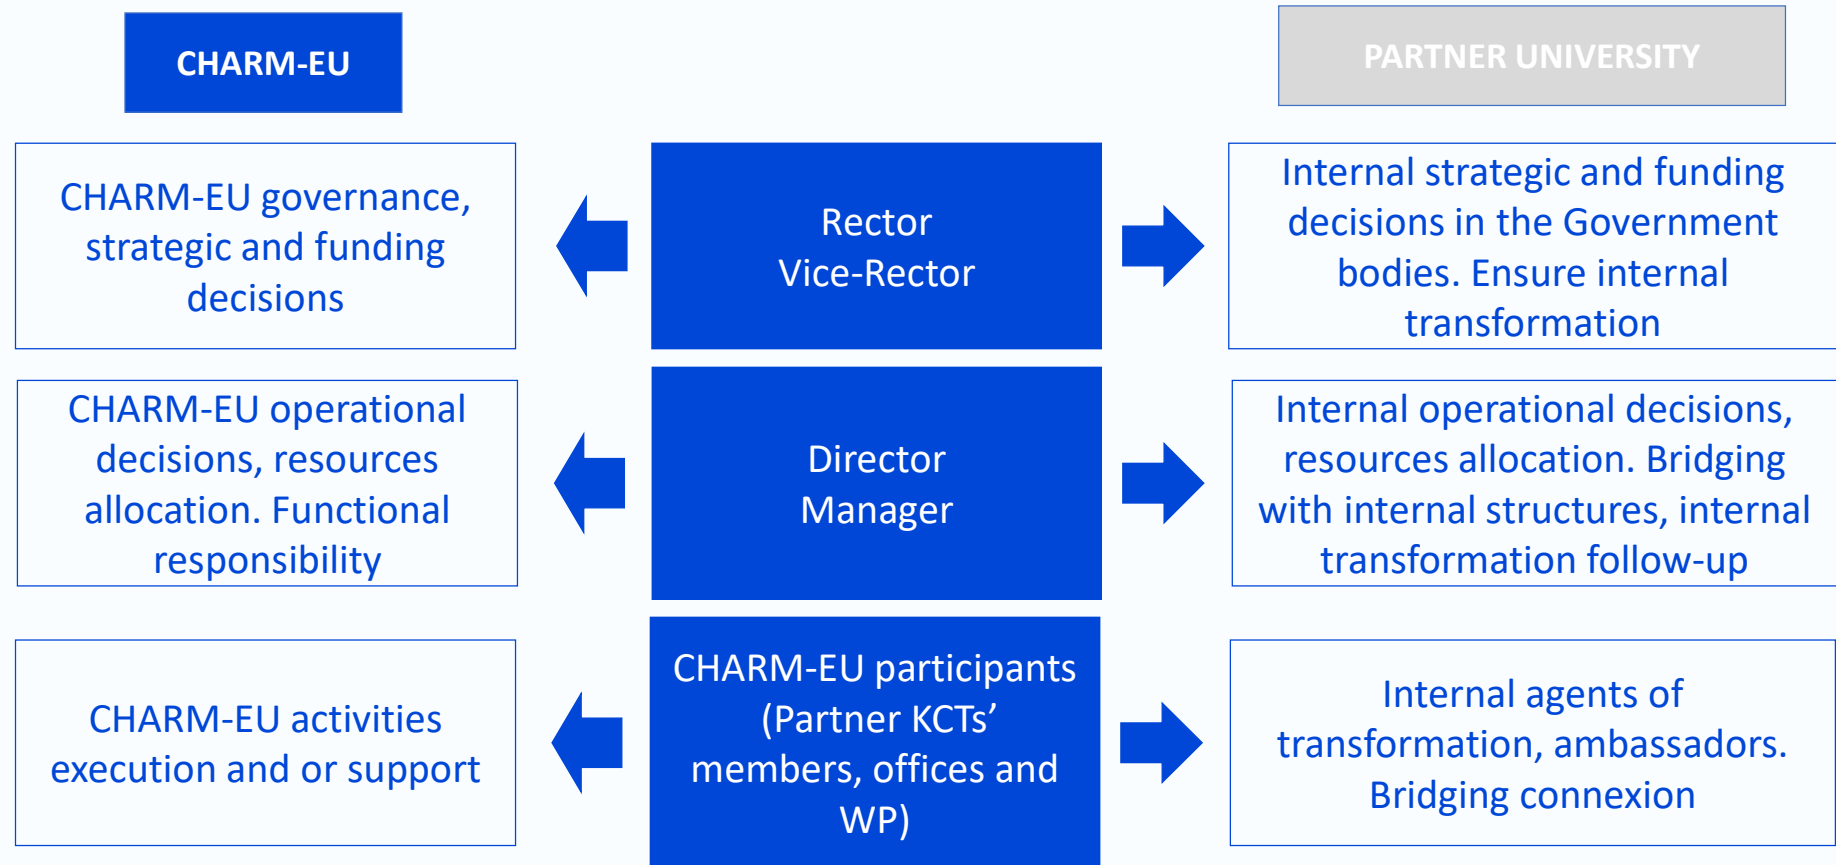 CHARM-EU
PARTNER UNIVERSITY
CHARM-EU governance,
strategic and funding
decisions
Rector
Vice-Rector
Internal strategic and funding
decisions in the Government
bodies. Ensure internal
transformation
CHARM-EU operational
decisions, resources
allocation. Functional
responsibility
Director
Manager
Internal operational decisions,
resources allocation. Bridging
with internal structures, internal
transformation follow-up
CHARM-EU activities
execution and or support
CHARM-EU participants
(Partner KCTs’
members, offices and
WP)
Internal agents of
transformation, ambassadors.
Bridging connexion